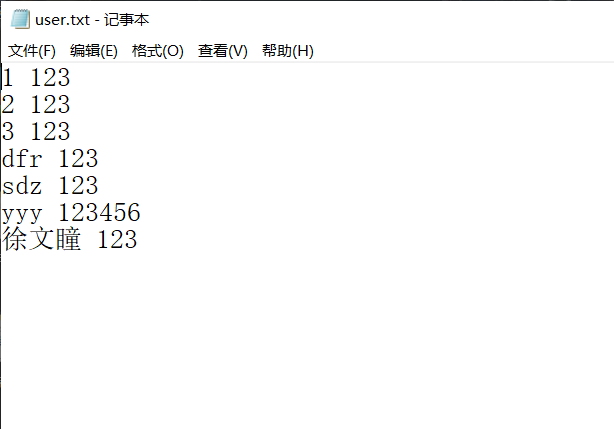 user.txt - 记事本
文件(F) 编辑(E) 格式(O) 查看(V) 帮助(H)
1 123
2 123
3 123
dfr 123
sdz 123
yyy 123456
徐文瞳 123